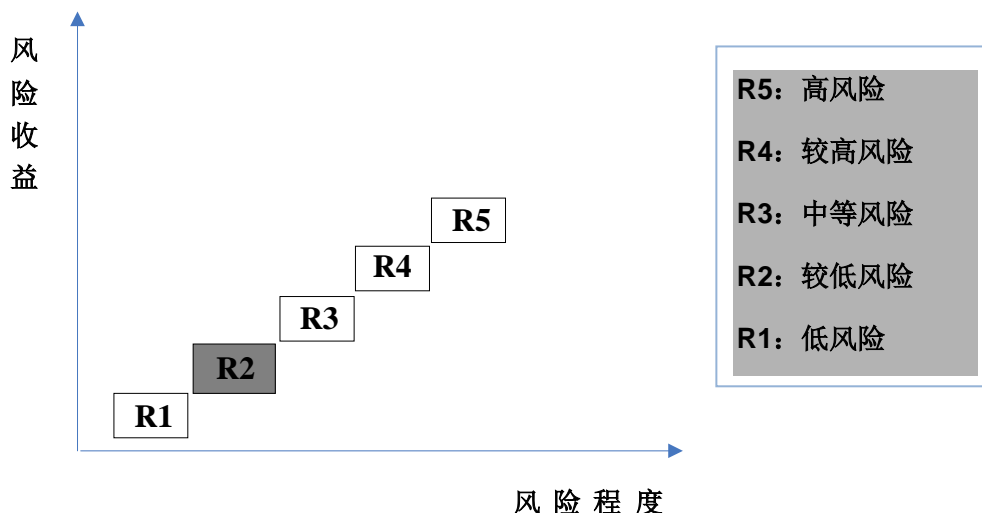 风险收益
R5
R4
R3
R2
R1
风险程度
R5：高风险
R4：较高风险
R3：中等风险
R2：较低风险
R1：低风险